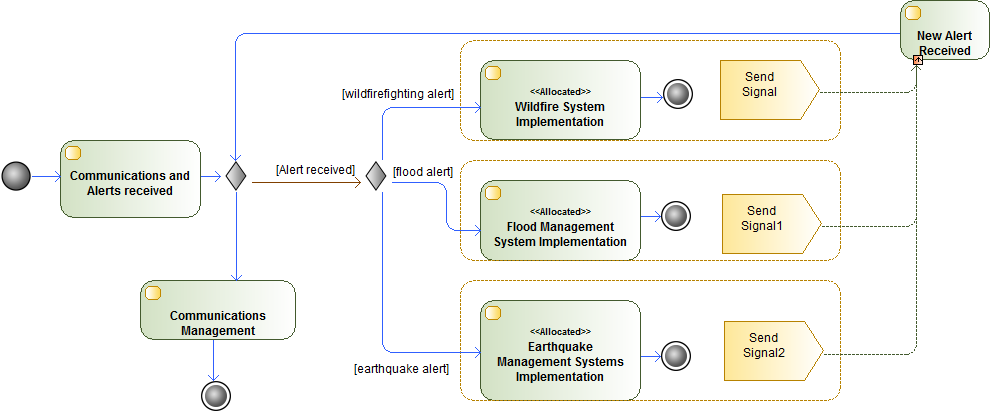 New Alert
Received
[wildfirefighting alert]
<<Allocated>>
Wildfire System
Implementation
Send
Signal
Communications and
Alerts received
[Alert received]
[flood alert]
<<Allocated>>
Flood Management
System Implementation
Send
Signal1
Communications
Management
<<Allocated>>
Earthquake
Management Systems
Implementation
Send
Signal2
[earthquake alert]